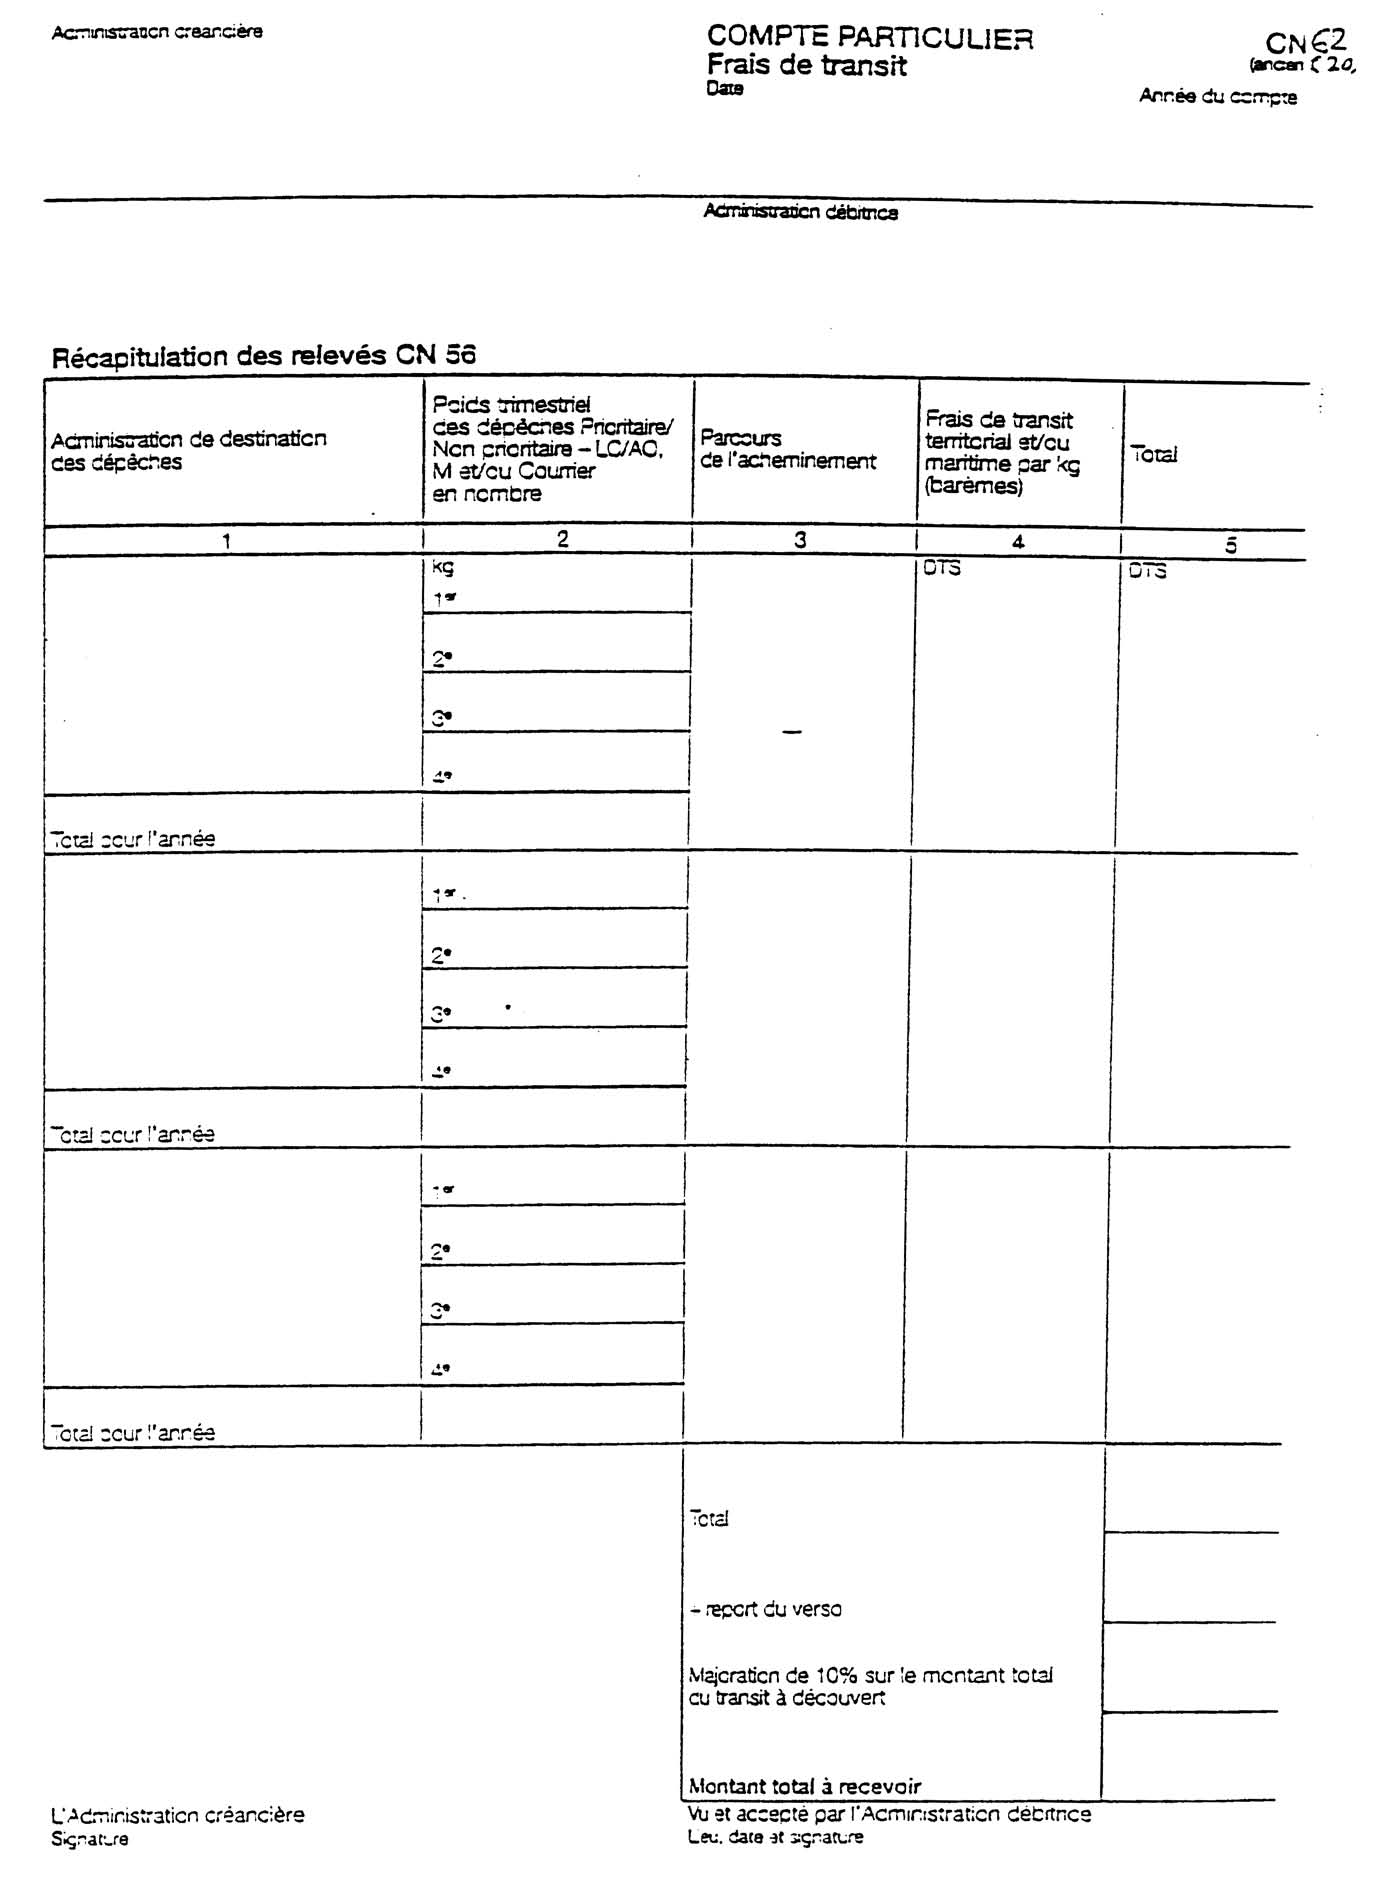 Administration créancière
COMPTE PARTICULIER
Frais de transit
Date
CN 62
(ancien C 20)
Année du compte
Administration débitrice
Récapitulation des relevés CN 56
Administration de destination
des dépêches
Poids trimestriel
des dépêches Prioritaire/
Non prioritaire – LC/AO,
M et/ou Courrier
en nombre
Parcours
de l'acheminement
Frais de transit
territorial et/ou
maritime par kg
(barèmes)
Total
1 2 3 4 5
kg DTS DTS
1er
2e
3e
4e
Total pour l'année
1er
2e
3e
4e
Total pour l'année
1er
2e
3e
4e
Total pour l'année
Total
– report du verso
Majoration de 10% sur le montant total
du transit à découvert
Montant total à recevoir
L'Administration créancière
Signature
Vu et accepté par l'Administration débitrice
Lieu, date et signature